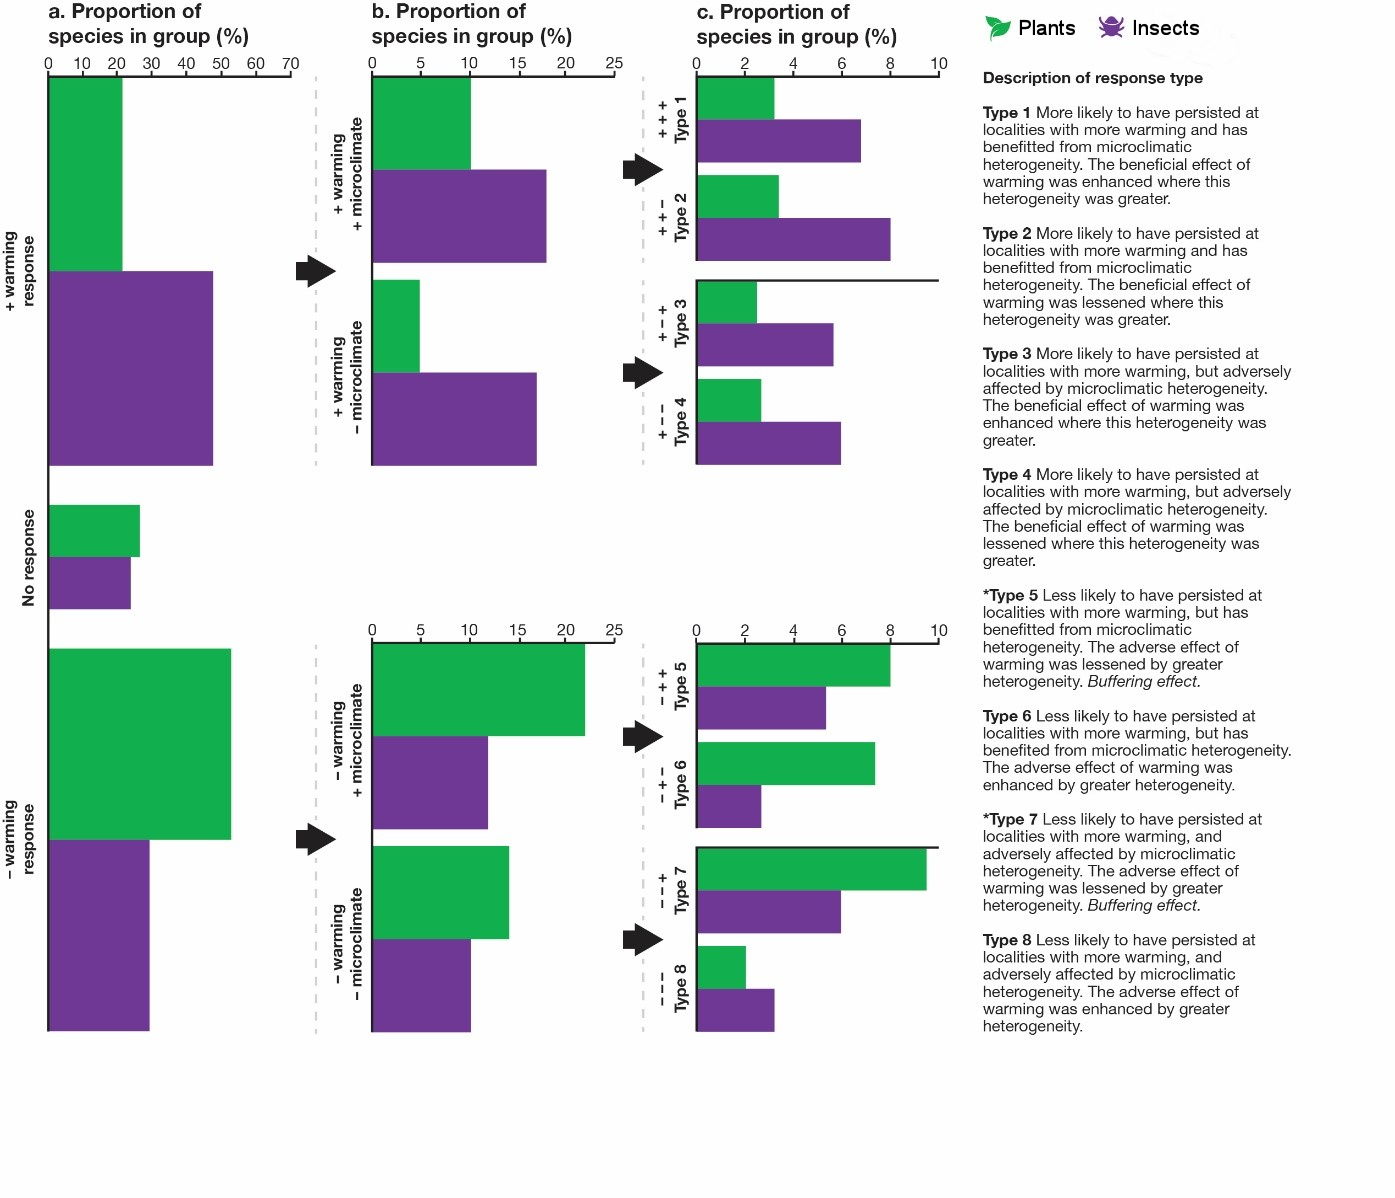 a. Proportion of
species in group (%)
0 10 20 30 40 50 60 70
+ warming
response
No response
– warming
response
b. Proportion of
species in group (%)
0 5 10 15 20 25
+ warming
+ microclimate
+ warming
– microclimate
0 5 10 15 20 25
– warming
+ microclimate
– warming
– microclimate
c. Proportion of
species in group (%)
0 2 4 6 8 10
+ + +
Type 1
+ + –
Type 2
+ – +
Type 3
+ – –
Type 4
0 2 4 6 8 10
– + +
Type 5
– + –
Type 6
– – +
Type 7
– – –
Type 8
Plants Insects
Description of response type
Type 1 More likely to have persisted at
localities with more warming and has
benefitted from microclimatic
heterogeneity. The beneficial effect of
warming was enhanced where this
heterogeneity was greater.
Type 2 More likely to have persisted at
localities with more warming and has
benefitted from microclimatic
heterogeneity. The beneficial effect of
warming was lessened where this
heterogeneity was greater.
Type 3 More likely to have persisted at
localities with more warming, but adversely
affected by microclimatic heterogeneity.
The beneficial effect of warming was
enhanced where this heterogeneity was
greater.
Type 4 More likely to have persisted at
localities with more warming, but adversely
affected by microclimatic heterogeneity.
The beneficial effect of warming was
lessened where this heterogeneity was
greater.
*Type 5 Less likely to have persisted at
localities with more warming, but has
benefitted from microclimatic
heterogeneity. The adverse effect of
warming was lessened by greater
heterogeneity. Buffering effect.
Type 6 Less likely to have persisted at
localities with more warming, but has
benefited from microclimatic heterogeneity.
The adverse effect of warming was
enhanced by greater heterogeneity.
*Type 7 Less likely to have persisted at
localities with more warming, and
adversely affected by microclimatic
heterogeneity. The adverse effect of
warming was lessened by greater
heterogeneity. Buffering effect.
Type 8 Less likely to have persisted at
localities with more warming, and
adversely affected by microclimatic
heterogeneity. The adverse effect of
warming was enhanced by greater
heterogeneity.